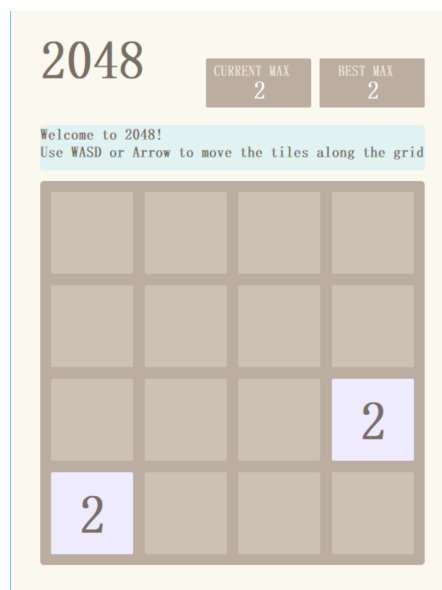 2048
CURRENT MAX
2
BEST MAX
2
Welcome to 2048!
Use WASD or Arrow to move the tiles along the grid
2
2